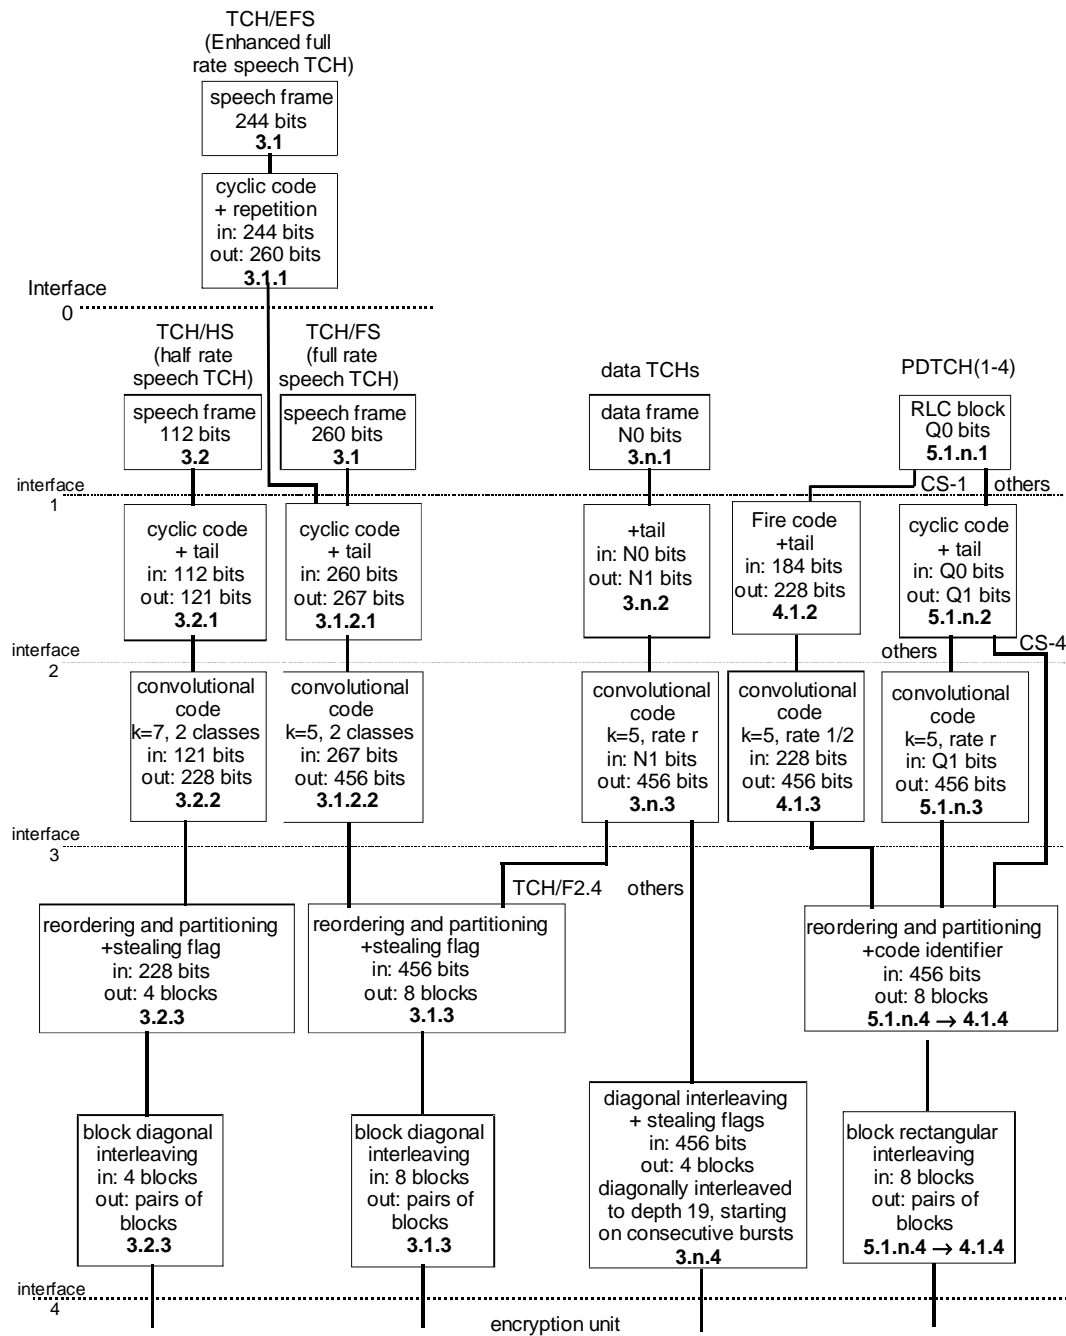 TCH/EFS
(Enhanced full
rate speech TCH)
speech frame
244 bits
3.1
cyclic code
+ repetition
in: 244 bits
out: 260 bits
3.1.1
Interface
0
TCH/HS
(half rate
speech TCH)
TCH/FS
(full rate
speech TCH)
data TCHs
PDTCH(1-4)
speech frame
112 bits
3.2
speech frame
260 bits
3.1
data frame
N0 bits
3.n.1
RLC block
Q0 bits
5.1.n.1
interface
1
CS-1
others
cyclic code
+ tail
in: 112 bits
out: 121 bits
3.2.1
cyclic code
+ tail
in: 260 bits
out: 267 bits
3.1.2.1
+tail
in: N0 bits
out: N1 bits
3.n.2
Fire code
+tail
in: 184 bits
out: 228 bits
4.1.2
cyclic code
+ tail
in: Q0 bits
out: Q1 bits
5.1.n.2
interface
2
others
CS-4
convolutional
code
k=7, 2 classes
in: 121 bits
out: 228 bits
3.2.2
convolutional
code
k=5, 2 classes
in: 267 bits
out: 456 bits
3.1.2.2
convolutional
code
k=5, rate r
in: N1 bits
out: 456 bits
3.n.3
convolutional
code
k=5, rate 1/2
in: 228 bits
out: 456 bits
4.1.3
convolutional
code
k=5, rate r
in: Q1 bits
out: 456 bits
5.1.n.3
interface
3
TCH/F2.4
others
reordering and partitioning
+stealing flag
in: 228 bits
out: 4 blocks
3.2.3
reordering and partitioning
+stealing flag
in: 456 bits
out: 8 blocks
3.1.3
reordering and partitioning
+code identifier
in: 456 bits
out: 8 blocks
5.1.n.4 → 4.1.4
block diagonal
interleaving
in: 4 blocks
out: pairs of
blocks
3.2.3
block diagonal
interleaving
in: 8 blocks
out: pairs of
blocks
3.1.3
diagonal interleaving
+ stealing flags
in: 456 bits
out: 4 blocks
diagonally interleaved
to depth 19, starting
on consecutive bursts
3.n.4
block rectangular
interleaving
in: 8 blocks
out: pairs of
blocks
5.1.n.4 → 4.1.4
interface
4
encryption unit